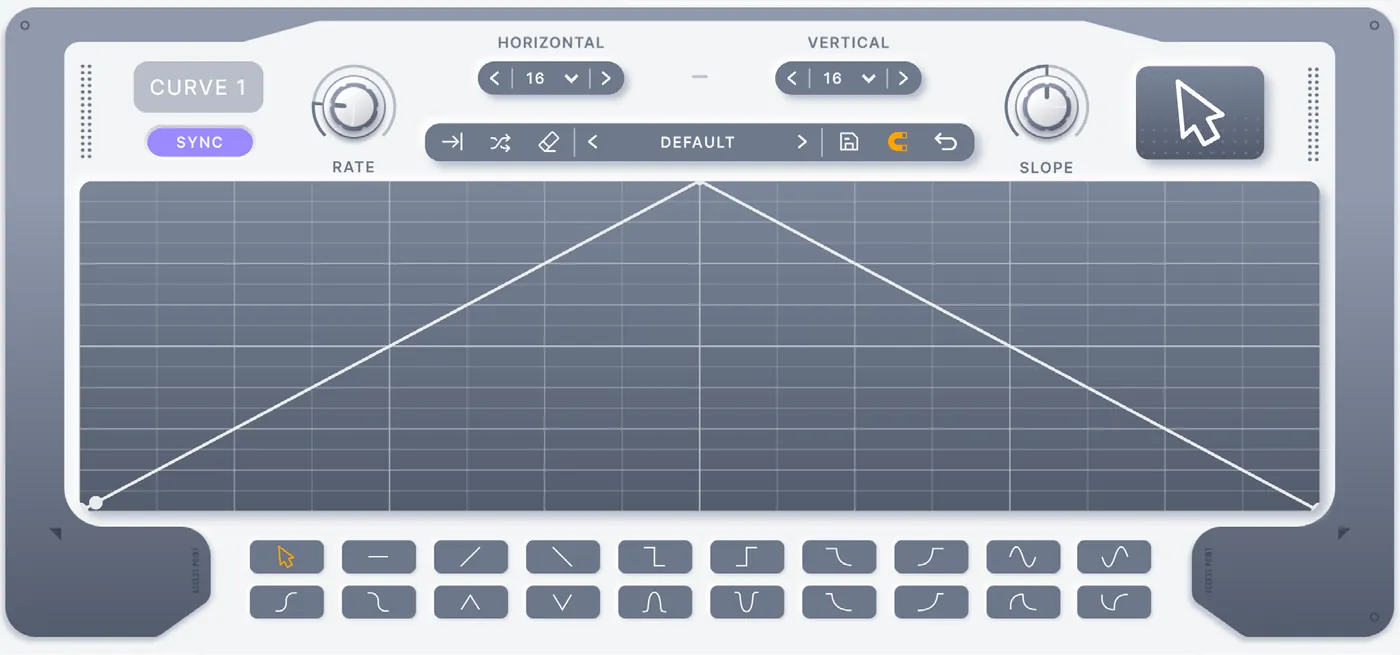 HORIZONTAL
VERTICAL
CURVE 1
16
16
SYNC
DEFAULT
RATE
SLOPE